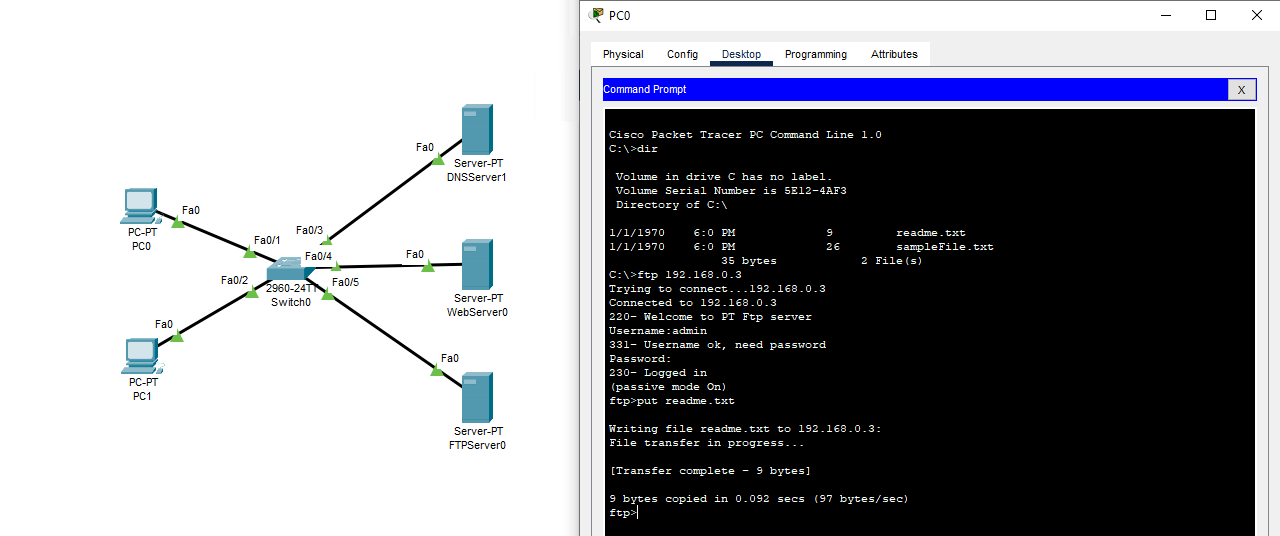 Fa0
Server-PT
DNSServer1
PC-PT
PC0
Fa0
Fa0/1
Fa0/3
Fa0/4
Fa0
Server-PT
WebServer0
Fa0/2
2960-24TT
Switch0
Fa0/5
Fa0
PC-PT
PC1
Fa0
Server-PT
FTPServer0
PC0
Physical Config Desktop Programming Attributes
Command Prompt X
Cisco Packet Tracer PC Command Line 1.0
C:\>dir
Volume in drive C has no label.
Volume Serial Number is 5E12-4AF3
Directory of C:\
1/1/1970 6:0 PM 9 readme.txt
1/1/1970 6:0 PM 26 sampleFile.txt
35 bytes 2 File(s)
C:\>ftp 192.168.0.3
Trying to connect...192.168.0.3
Connected to 192.168.0.3
220- Welcome to PT Ftp server
Username:admin
331- Username ok, need password
Password:
230- Logged in
(passive mode On)
ftp>put readme.txt
Writing file readme.txt to 192.168.0.3:
File transfer in progress...
[Transfer complete - 9 bytes]
9 bytes copied in 0.092 secs (97 bytes/sec)
ftp>